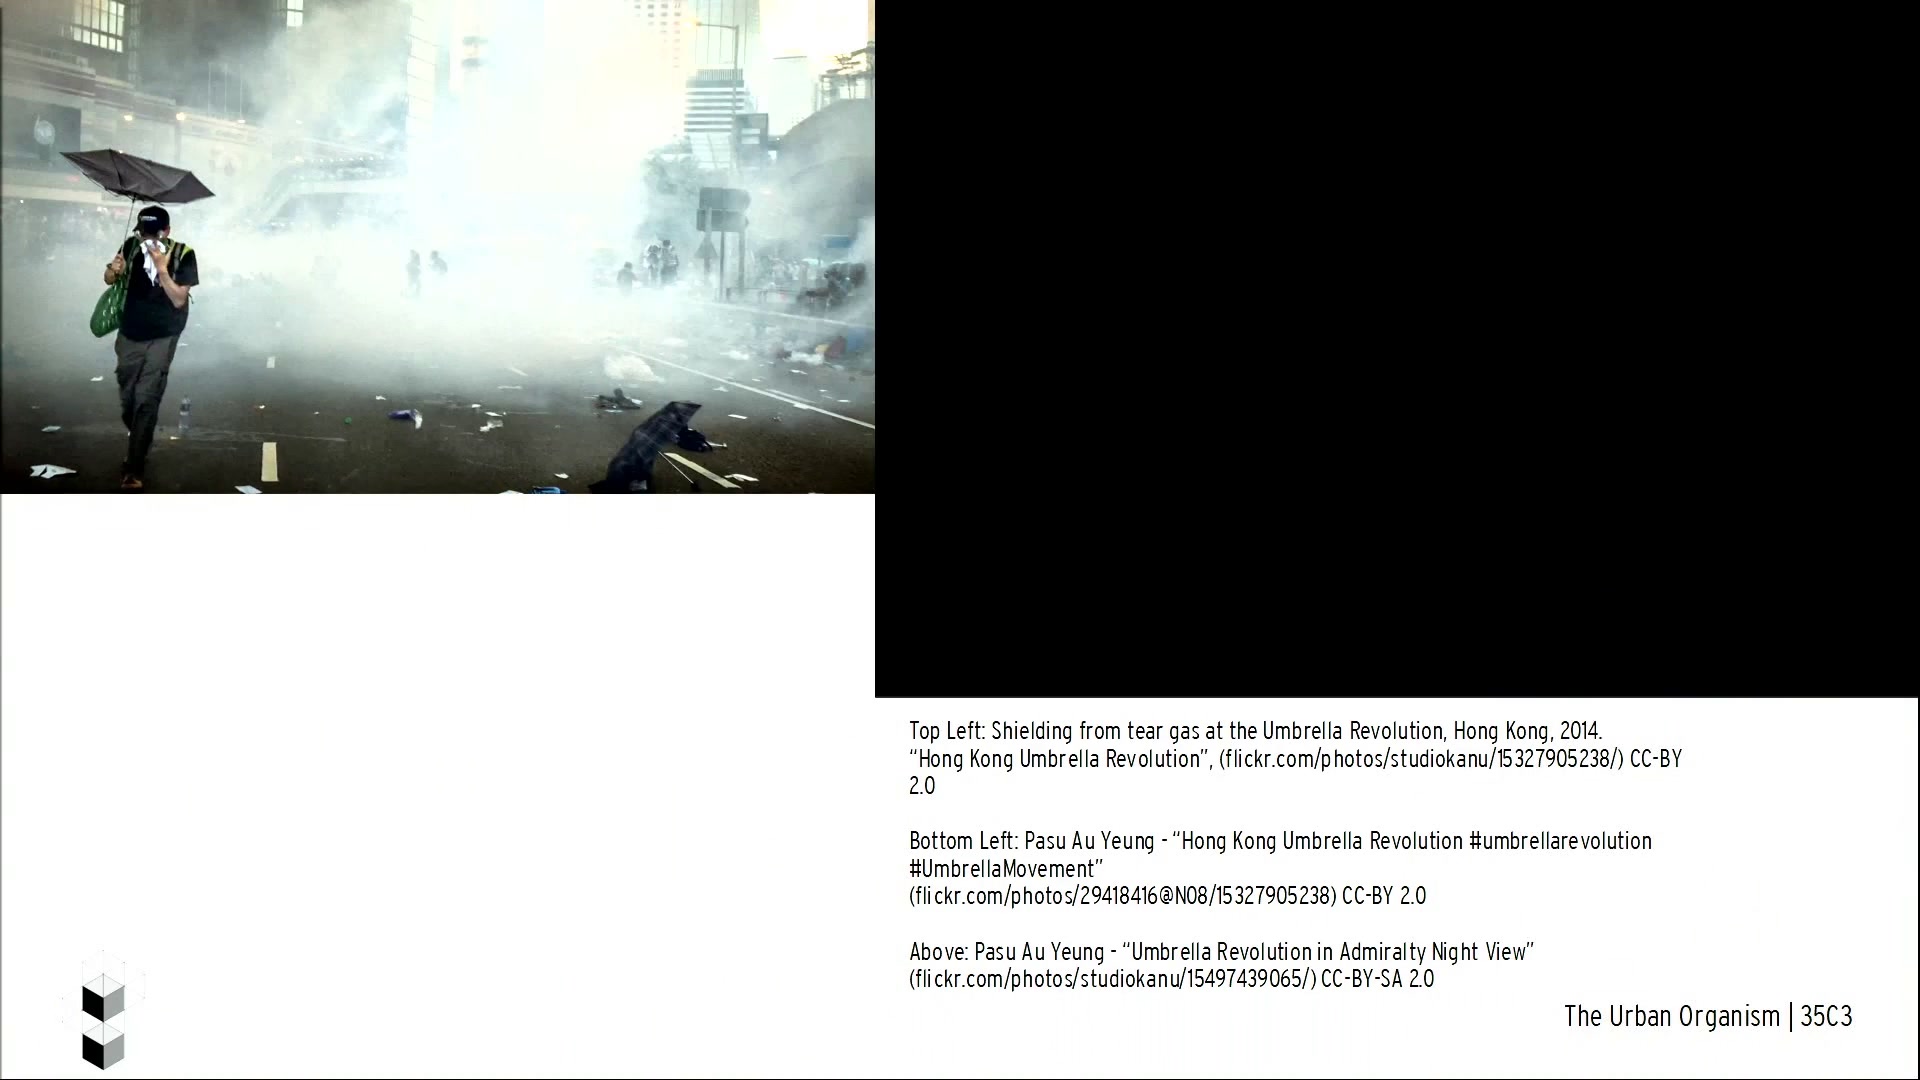 Top Left: Shielding from tear gas at the Umbrella Revolution, Hong Kong, 2014.
“Hong Kong Umbrella Revolution”, (flickr.com/photos/studiokanu/15327905238/) CC-BY
2.0
Bottom Left: Pasu Au Yeung - “Hong Kong Umbrella Revolution #umbrellarevolution
#UmbrellaMovement”
(flickr.com/photos/29418416@N08/15327905238) CC-BY 2.0
Above: Pasu Au Yeung - “Umbrella Revolution in Admiralty Night View”
(flickr.com/photos/studiokanu/15497439065/) CC-BY-SA 2.0
The Urban Organism | 35C3